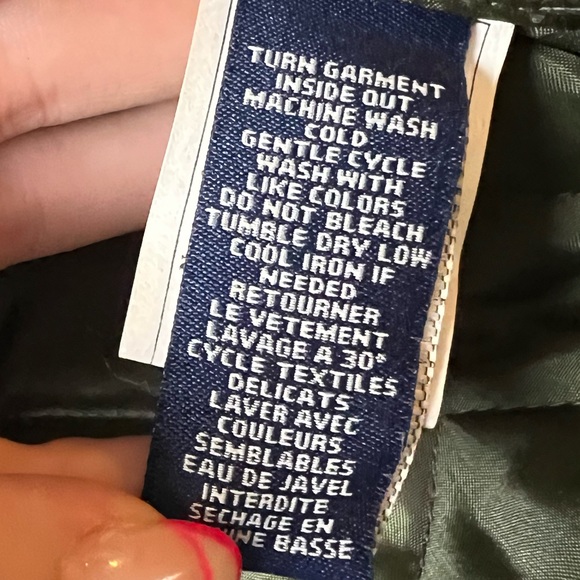 TURN GARMENT
INSIDE OUT
MACHINE WASH
COLD
GENTLE CYCLE
WASH WITH
LIKE COLORS
DO NOT BLEACH
TUMBLE DRY LOW
COOL IRON IF
NEEDED
RETOURNER
LE VETEMENT
LAVAGE A 30°
CYCLE TEXTILES
DELICATS
LAVER AVEC
COULEURS
SEMBLABLES
EAU DE JAVEL
INTERDITE
SECHAGE EN
BASSE